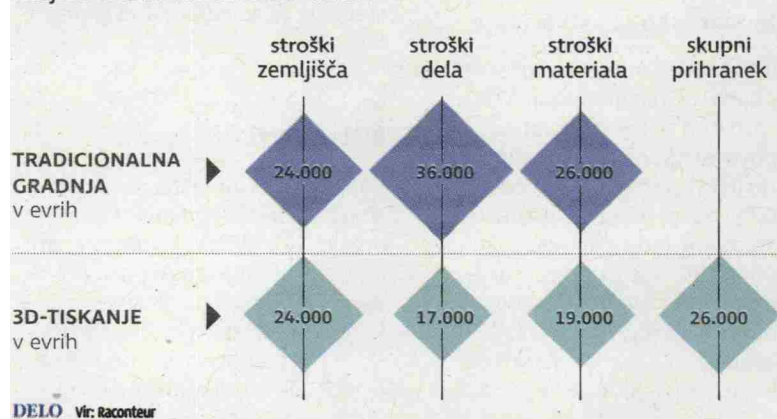 stroški
zemljišča
stroški
dela
stroški
materiala
skupni
prihranek
TRADICIONALNA
GRADNJA
v evrih
24.000
36.000
26.000
3D-TISKANJE
v evrih
24.000
17.000
19.000
26.000
DELO Vir: Raconteur